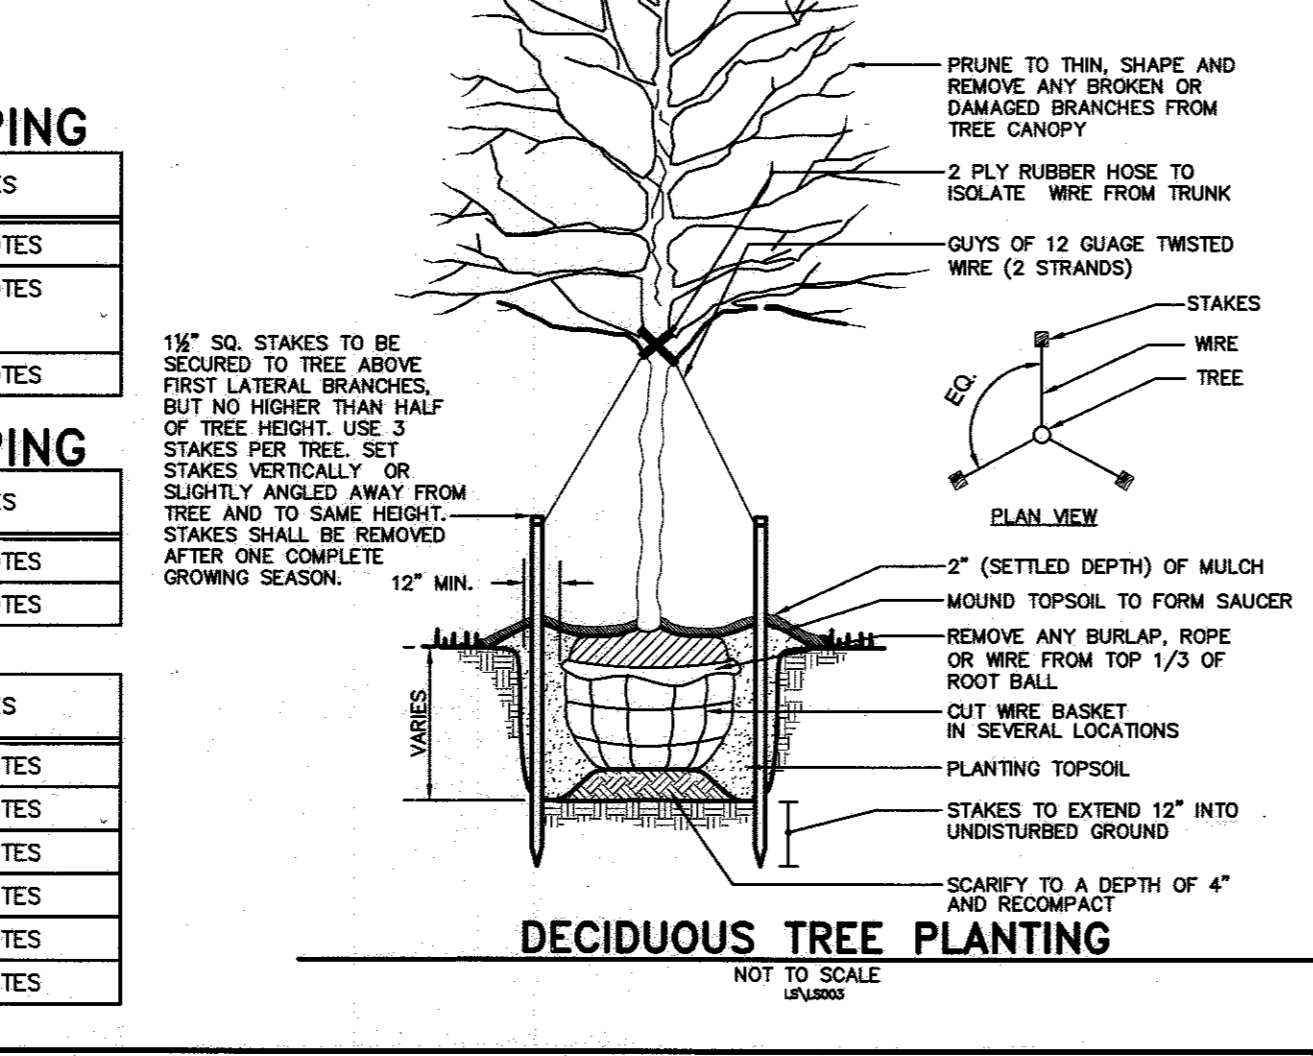 PING
S
TES
TES
TES
PING
S
TES
TES
S
TES
TES
TES
TES
TES
TES
1½" SQ. STAKES TO BE
SECURED TO TREE ABOVE
FIRST LATERAL BRANCHES,
BUT NO HIGHER THAN HALF
OF TREE HEIGHT. USE 3
STAKES PER TREE. SET
STAKES VERTICALLY OR
SLIGHTLY ANGLED AWAY FROM
TREE AND TO SAME HEIGHT.
STAKES SHALL BE REMOVED
AFTER ONE COMPLETE
GROWING SEASON.
12" MIN.
VARIES
PRUNE TO THIN, SHAPE AND
REMOVE ANY BROKEN OR
DAMAGED BRANCHES FROM
TREE CANOPY
2 PLY RUBBER HOSE TO
ISOLATE WIRE FROM TRUNK
GUYS OF 12 GUAGE TWISTED
WIRE (2 STRANDS)
STAKES
WIRE
TREE
EQ.
PLAN VIEW
2" (SETTLED DEPTH) OF MULCH
MOUND TOPSOIL TO FORM SAUCER
REMOVE ANY BURLAP, ROPE
OR WIRE FROM TOP 1/3 OF
ROOT BALL
CUT WIRE BASKET
IN SEVERAL LOCATIONS
PLANTING TOPSOIL
STAKES TO EXTEND 12" INTO
UNDISTURBED GROUND
SCARIFY TO A DEPTH OF 4"
AND RECOMPACT
DECIDUOUS TREE PLANTING
NOT TO SCALE
LS\LS003